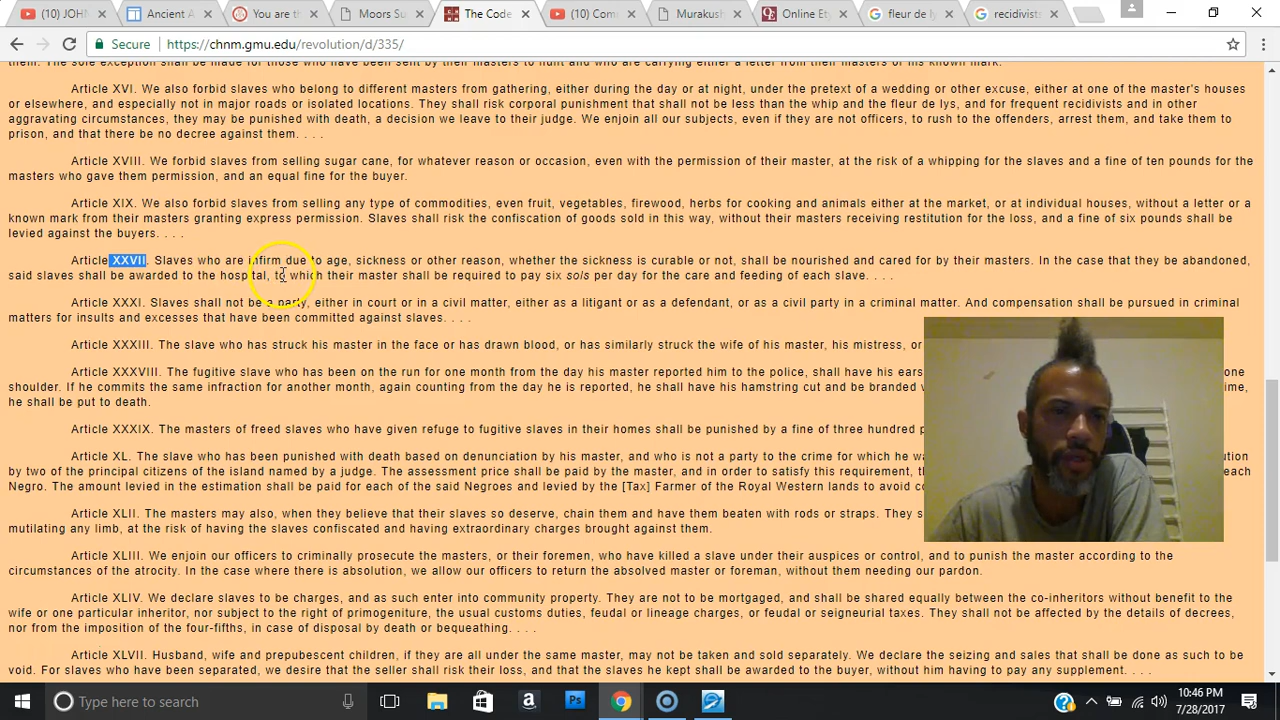 (10) JOHN
Ancient A
You are th
Moors Su
The Code
(10) Com
Murakush
Online Et
fleur de ly
recidivist
Secure https://chnm.gmu.edu/revolution/d/335/
them. The sole exception shall be made for those who have been sent by their masters to hunt and who are carrying either a letter from their masters or his known mark.
Article XVI. We also forbid slaves who belong to different masters from gathering, either during the day or at night, under the pretext of a wedding or other excuse, either at one of the master's houses
or elsewhere, and especially not in major roads or isolated locations. They shall risk corporal punishment that shall not be less than the whip and the fleur de lys, and for frequent recidivists and in other
aggravating circumstances, they may be punished with death, a decision we leave to their judge. We enjoin all our subjects, even if they are not officers, to rush to the offenders, arrest them, and take them to
prison, and that there be no decree against them. . . .
Article XVIII. We forbid slaves from selling sugar cane, for whatever reason or occasion, even with the permission of their master, at the risk of a whipping for the slaves and a fine of ten pounds for the
masters who gave them permission, and an equal fine for the buyer.
Article XIX. We also forbid slaves from selling any type of commodities, even fruit, vegetables, firewood, herbs for cooking and animals either at the market, or at individual houses, without a letter or a
known mark from their masters granting express permission. Slaves shall risk the confiscation of goods sold in this way, without their masters receiving restitution for the loss, and a fine of six pounds shall be
levied against the buyers. . . .
Article XXVII. Slaves who are infirm due to age, sickness or other reason, whether the sickness is curable or not, shall be nourished and cared for by their masters. In the case that they be abandoned,
said slaves shall be awarded to the hospital, to which their master shall be required to pay six sols per day for the care and feeding of each slave. . . .
Article XXXI. Slaves shall not be a party, either in court or in a civil matter, either as a litigant or as a defendant, or as a civil party in a criminal matter. And compensation shall be pursued in criminal
matters for insults and excesses that have been committed against slaves. . . .
Article XXXIII. The slave who has struck his master in the face or has drawn blood, or has similarly struck the wife of his master, his mistress, or
Article XXXVIII. The fugitive slave who has been on the run for one month from the day his master reported him to the police, shall have his ears one
shoulder. If he commits the same infraction for another month, again counting from the day he is reported, he shall have his hamstring cut and be branded ime,
he shall be put to death.
Article XXXIX. The masters of freed slaves who have given refuge to fugitive slaves in their homes shall be punished by a fine of three hundred
Article XL. The slave who has been punished with death based on denunciation by his master, and who is not a party to the crime for which he ution
by two of the principal citizens of the island named by a judge. The assessment price shall be paid by the master, and in order to satisfy this requirement, each
Negro. The amount levied in the estimation shall be paid for each of the said Negroes and levied by the [Tax] Farmer of the Royal Western lands to avoid
Article XLII. The masters may also, when they believe that their slaves so deserve, chain them and have them beaten with rods or straps. They
mutilating any limb, at the risk of having the slaves confiscated and having extraordinary charges brought against them.
Article XLIII. We enjoin our officers to criminally prosecute the masters, or their foremen, who have killed a slave under their auspices or control, and to punish the master according to the
circumstances of the atrocity. In the case where there is absolution, we allow our officers to return the absolved master or foreman, without them needing our pardon.
Article XLIV. We declare slaves to be charges, and as such enter into community property. They are not to be mortgaged, and shall be shared equally between the co-inheritors without benefit to the
wife or one particular inheritor, nor subject to the right of primogeniture, the usual customs duties, feudal or lineage charges, or feudal or seigneurial taxes. They shall not be affected by the details of decrees,
nor from the imposition of the four-fifths, in case of disposal by death or bequeathing. . . .
Article XLVII. Husband, wife and prepubescent children, if they are all under the same master, may not be taken and sold separately. We declare the seizing and sales that shall be done as such to be
void. For slaves who have been separated, we desire that the seller shall risk their loss, and that the slaves he kept shall be awarded to the buyer, without him having to pay any supplement. . . .
Type here to search
10:46 PM
7/28/2017